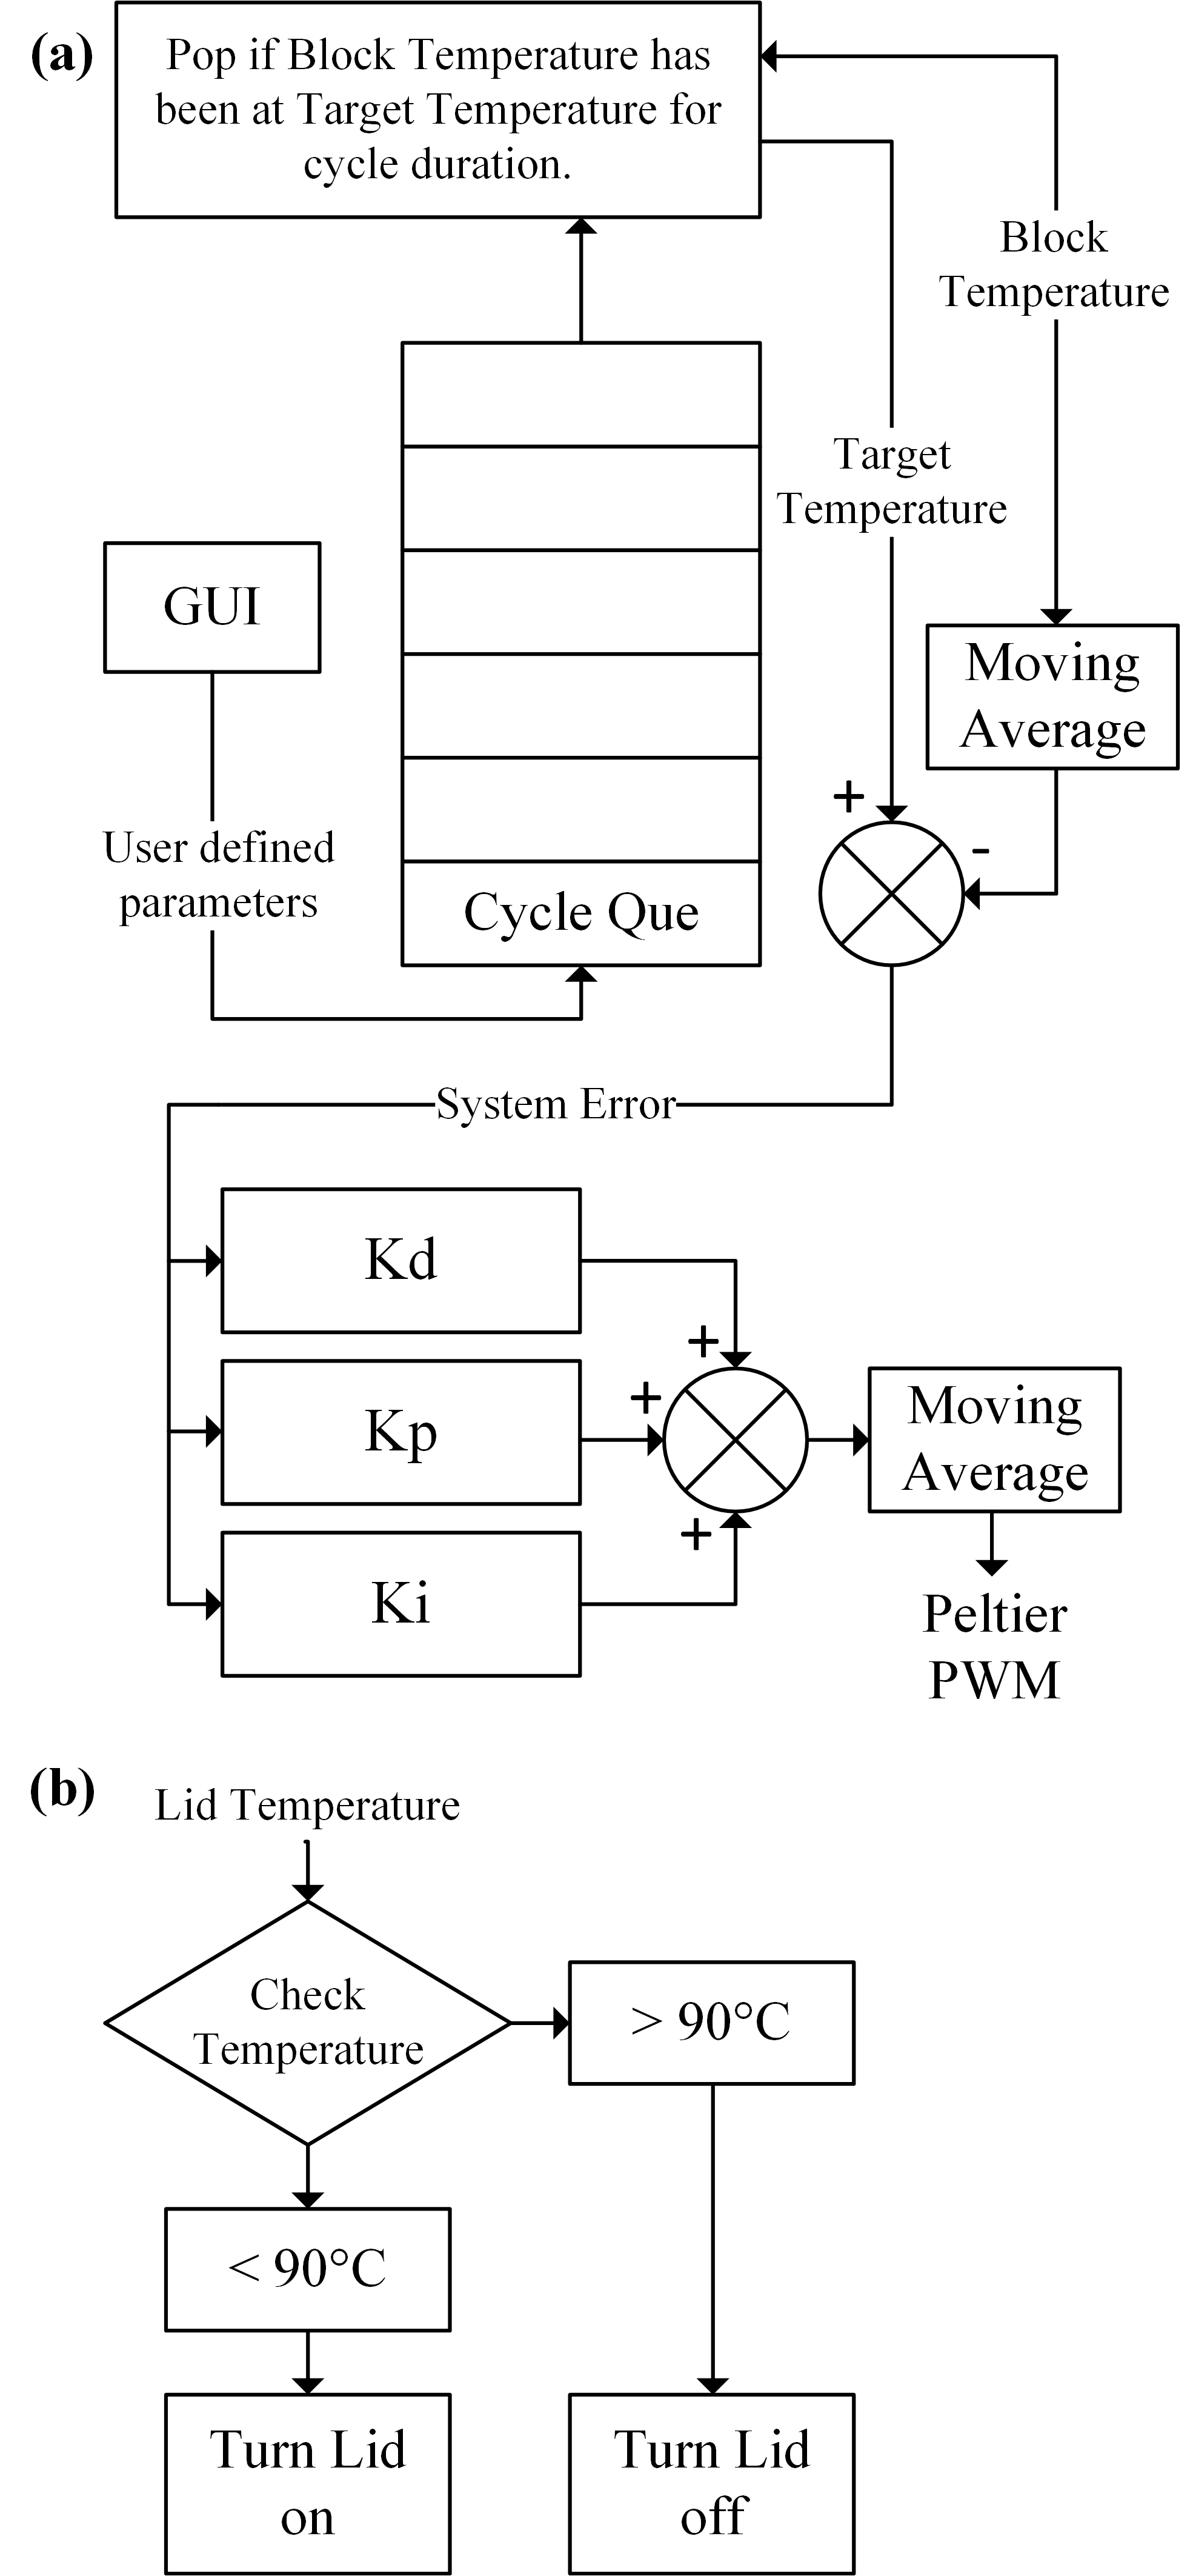 (a)
Pop if Block Temperature has
been at Target Temperature for
cycle duration.
Block
Temperature
Target
Temperature
GUI
Moving
Average
+
-
User defined
parameters
Cycle Que
System Error
Kd
+
Kp
+
Moving
Average
Ki
+
Peltier
PWM
(b)
Lid Temperature
Check
Temperature
> 90°C
< 90°C
Turn Lid
on
Turn Lid
off